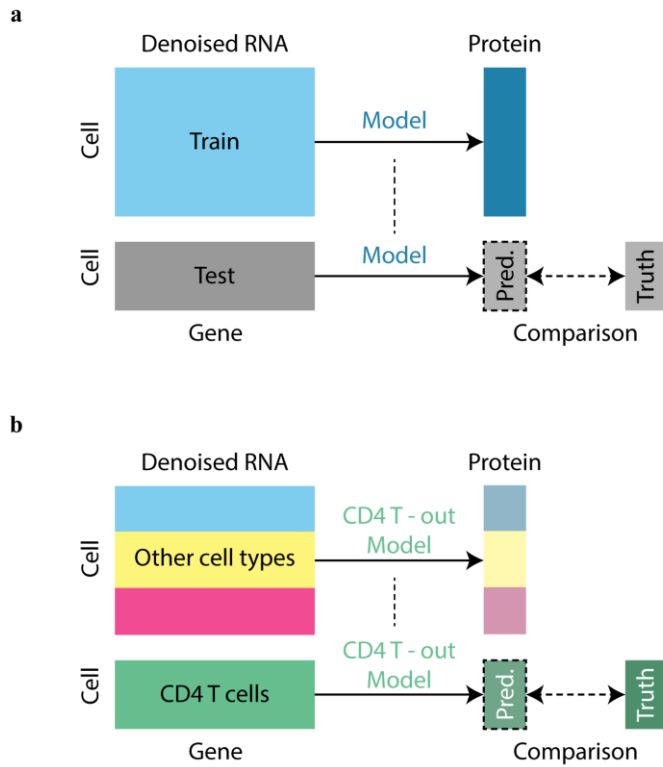 a
Denoised RNA
Protein
Cell
Train
Model
Cell
Test
Model
Pred.
Truth
Gene
Comparison
b
Denoised RNA
Protein
Cell
Other cell types
CD4 T - out
Model
Cell
CD4 T cells
CD4 T - out
Model
Pred.
Truth
Gene
Comparison